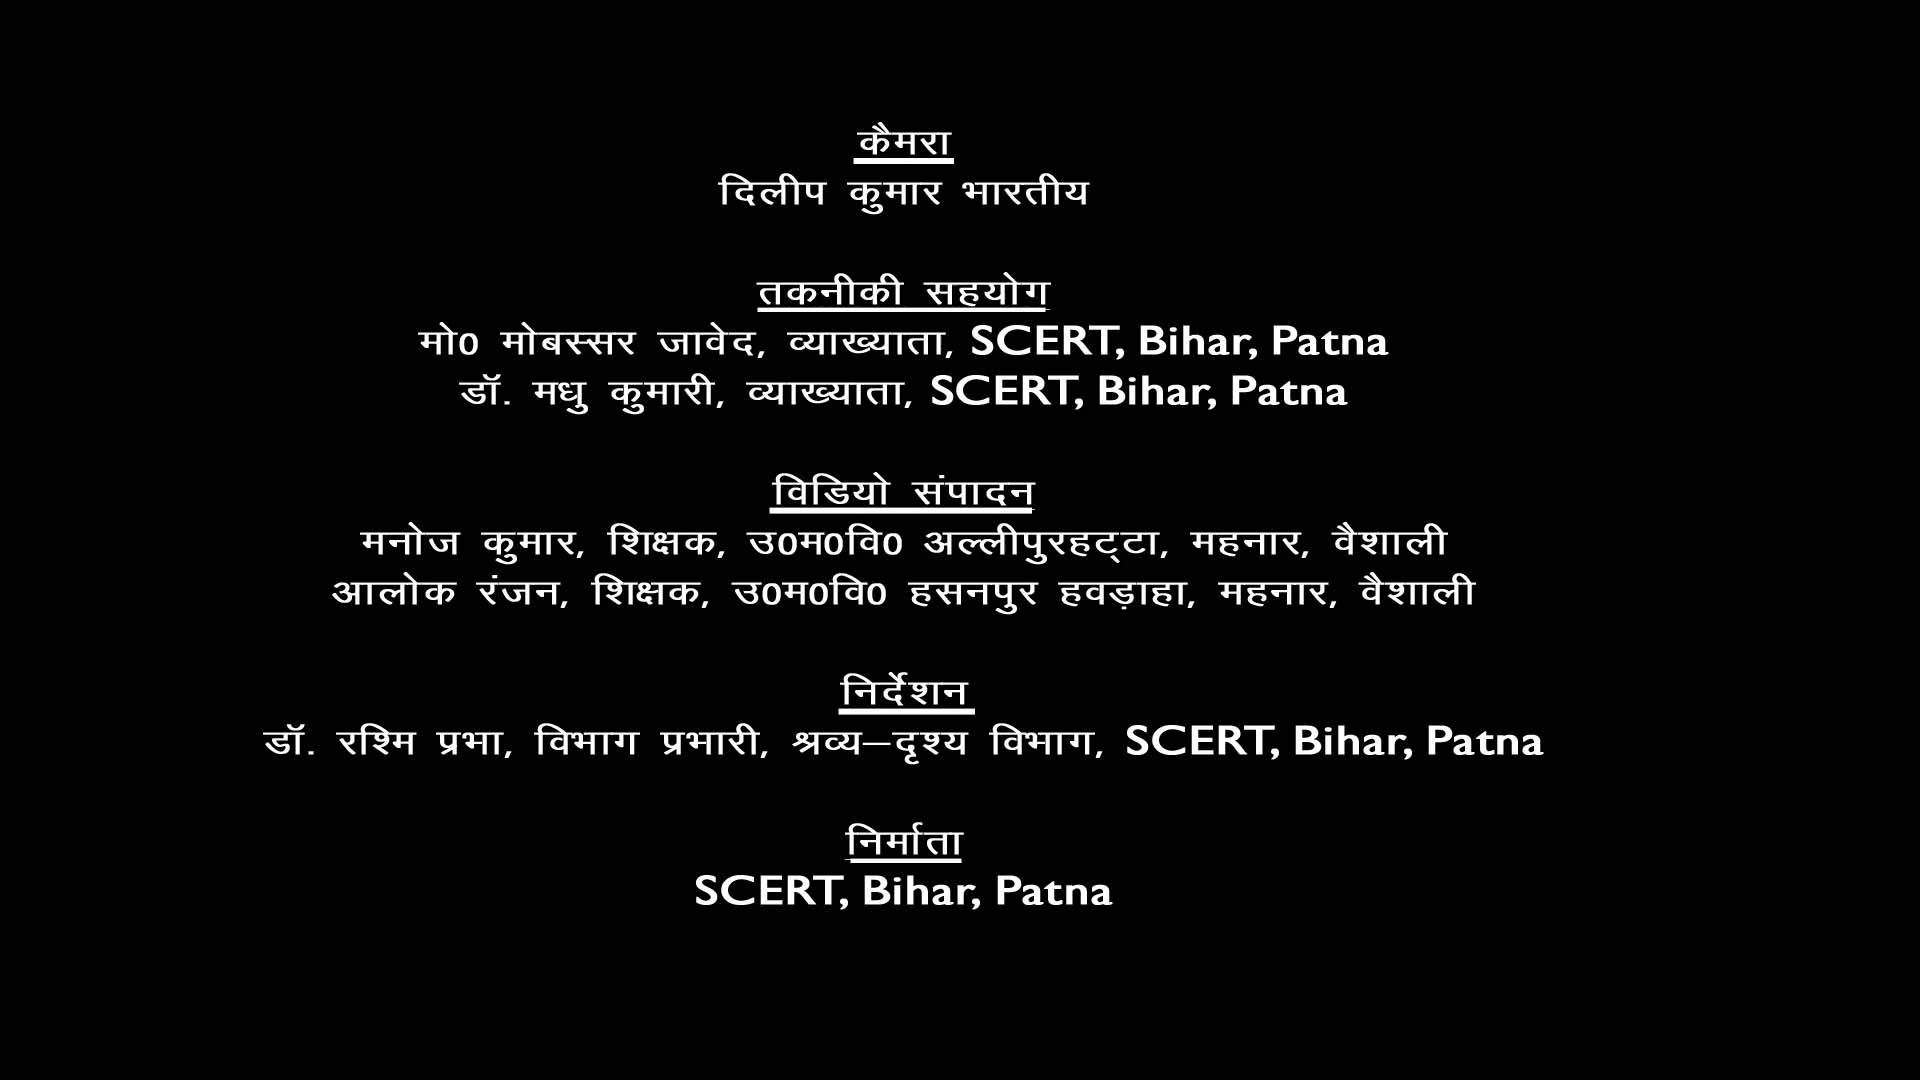 कैमरा
दिलीप कुमार भारतीय
तकनीकी सहयोग
मो0 मोबस्सर जावेद, व्याख्याता, SCERT, Bihar, Patna
डॉ. मधु कुमारी, व्याख्याता, SCERT, Bihar, Patna
विडियो संपादन
मनोज कुमार, शिक्षक, उ0म0वि0 अल्लीपुरहट्टा, महनार, वैशाली
आलोक रंजन, शिक्षक, उ0म0वि0 हसनपुर हवड़ाहा, महनार, वैशाली
निर्देशन
डॉ. रश्मि प्रभा, विभाग प्रभारी, श्रव्य–दृश्य विभाग, SCERT, Bihar, Patna
निर्माता
SCERT, Bihar, Patna